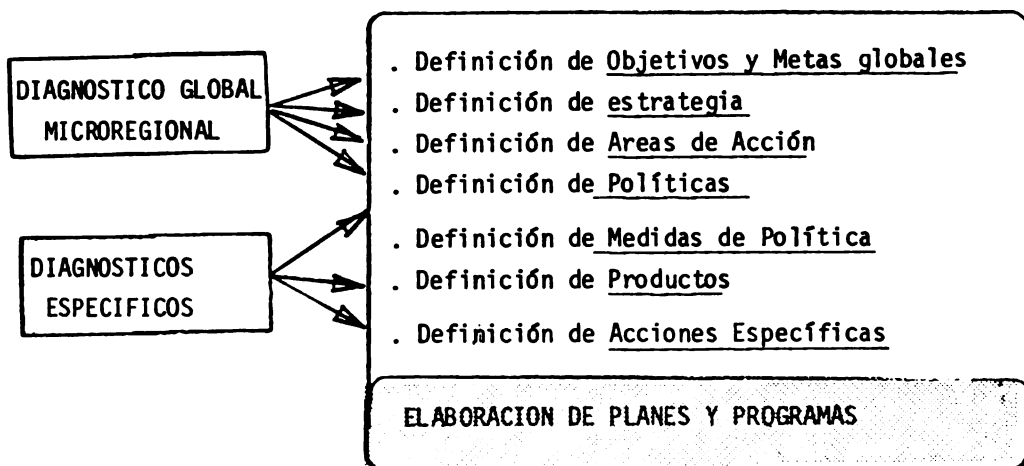 DIAGNOSTICO GLOBAL
MICROREGIONAL
DIAGNOSTICOS
ESPECIFICOS
. Definición de Objetivos y Metas globales
. Definición de estrategia
. Definición de Areas de Acción
. Definición de Políticas
. Definición de Medidas de Política
. Definición de Productos
. Definición de Acciones Específicas
ELABORACION DE PLANES Y PROGRAMAS